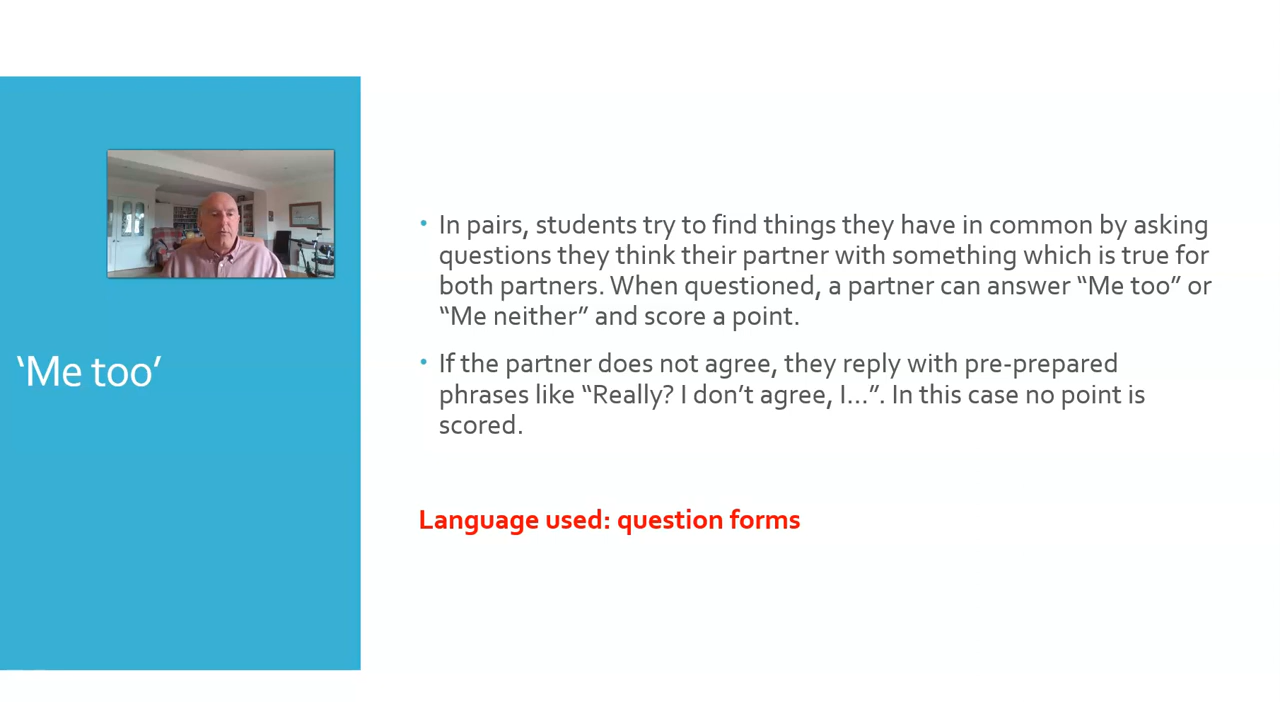 ‘Me too’
• In pairs, students try to find things they have in common by asking
questions they think their partner with something which is true for
both partners. When questioned, a partner can answer “Me too” or
“Me neither” and score a point.
• If the partner does not agree, they reply with pre-prepared
phrases like “Really? I don’t agree, I...”. In this case no point is
scored.
Language used: question forms